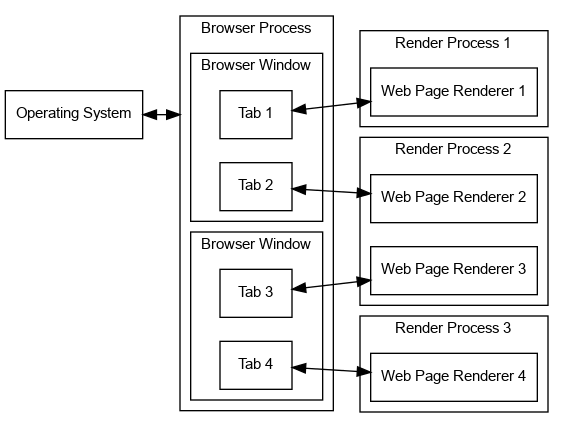 Operating System
Browser Process
Browser Window
Tab 1
Tab 2
Browser Window
Tab 3
Tab 4
Render Process 1
Web Page Renderer 1
Render Process 2
Web Page Renderer 2
Web Page Renderer 3
Render Process 3
Web Page Renderer 4